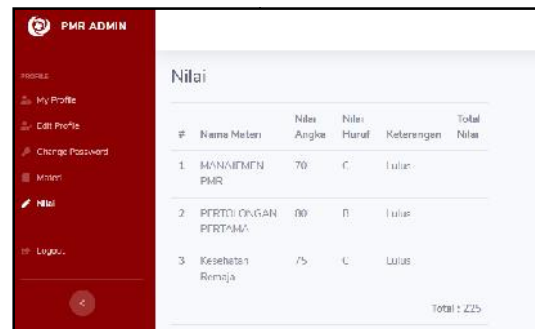 PMR ADMIN
PROFILE
My Profile
Edit Profile
Change Password
Materi
Nilai
Logout
Nilai
# Nama Materi Nilai Angka Nilai Huruf Keterangan Total Nilai
1 MANAJEMEN PMR 70 C Lulus
2 PERTOLONGAN PERTAMA 80 B Lulus
3 Kesehatan Remaja 75 C Lulus
Total : 225